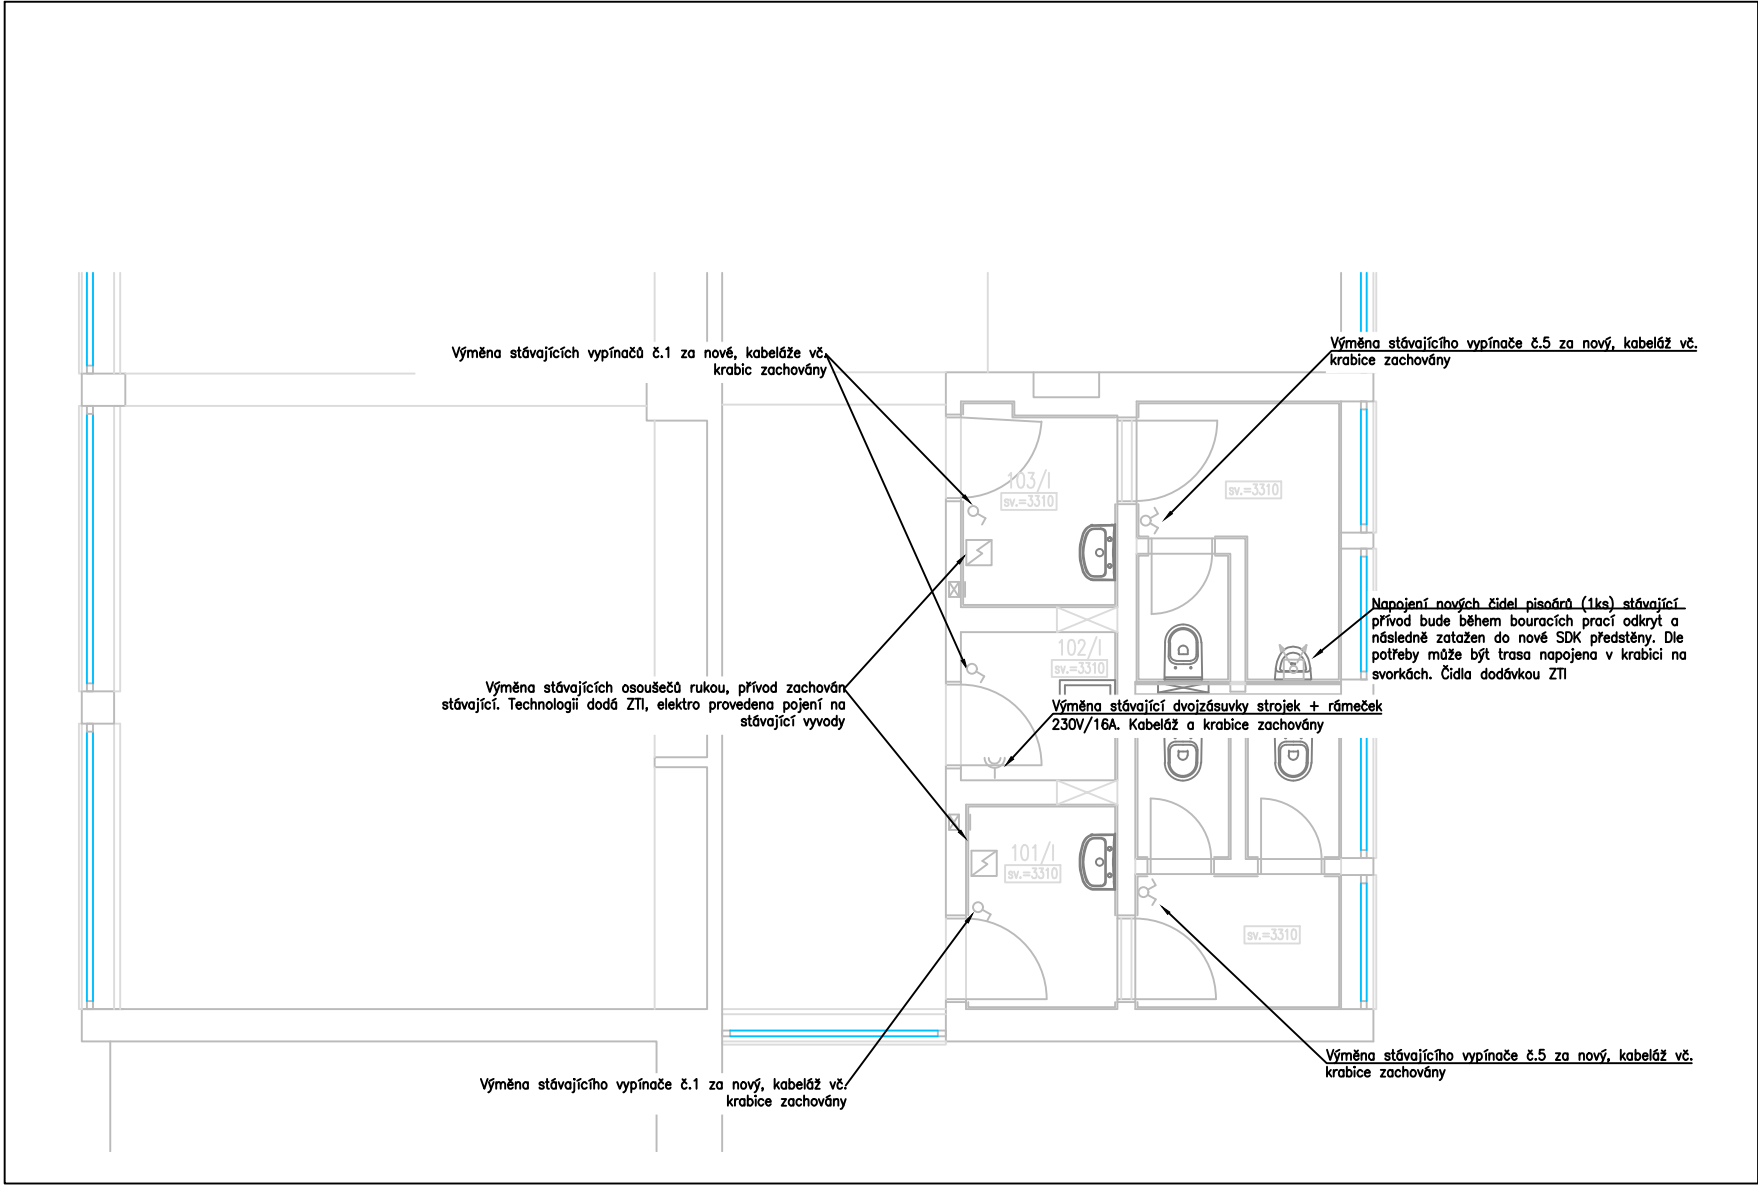 Výměna stávajících vypínačů č.1 za nové, kabeláže vč.
krabic zachovány
Výměna stávajícího vypínače č.5 za nový, kabeláž vč.
krabice zachovány
103/I
sv.=3310
sv.=3310
Napojení nových čidel pisoárů (1ks) stávající
přívod bude během bouracích prací odkryt a
následně zatažen do nové SDK předstěny. Dle
potřeby může být trasa napojena v krabici na
svorkách. Čidla dodávkou ZTI
102/I
sv.=3310
Výměna stávajících osoušečů rukou, přívod zachován
stávající. Technologii dodá ZTI, elektro provedena pojení na
stávající vyvody
Výměna stávající dvojzásuvky strojek + rámeček
230V/16A. Kabeláž a krabice zachovány
101/I
sv.=3310
sv.=3310
Výměna stávajícího vypínače č.5 za nový, kabeláž vč.
krabice zachovány
Výměna stávajícího vypínače č.1 za nový, kabeláž vč.
krabice zachovány